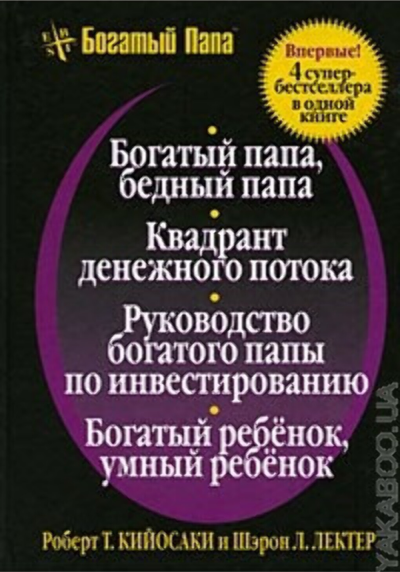 E R
S I
Богатый Папа™
Впервые!
4 супер-
бестселлера
в одной
книге
Богатый папа,
бедный папа
Квадрант
денежного потока
Руководство
богатого папы
по инвестированию
Богатый ребёнок,
умный ребёнок
Роберт Т. КИЙОСАКИ и Шэрон Л. ЛЕКТЕР
YAKABOO.UA